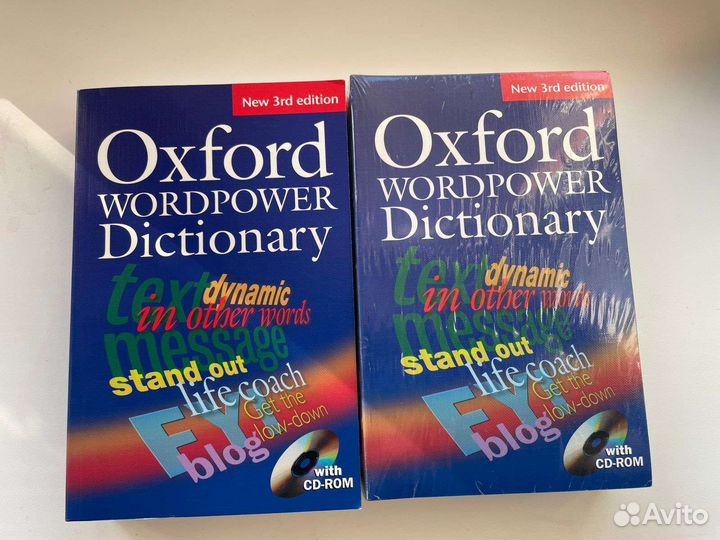 New 3rd edition
Oxford
WORDPOWER
Dictionary
text
dynamic
in other words
message
stand out
life coach
Get the
low-down
FYI
blog
with
CD-ROM
New 3rd edition
Oxford
WORDPOWER
Dictionary
text
dynamic
in other words
message
stand out
life coach
Get the
low-down
FYI
blog
with
CD-ROM
Avito